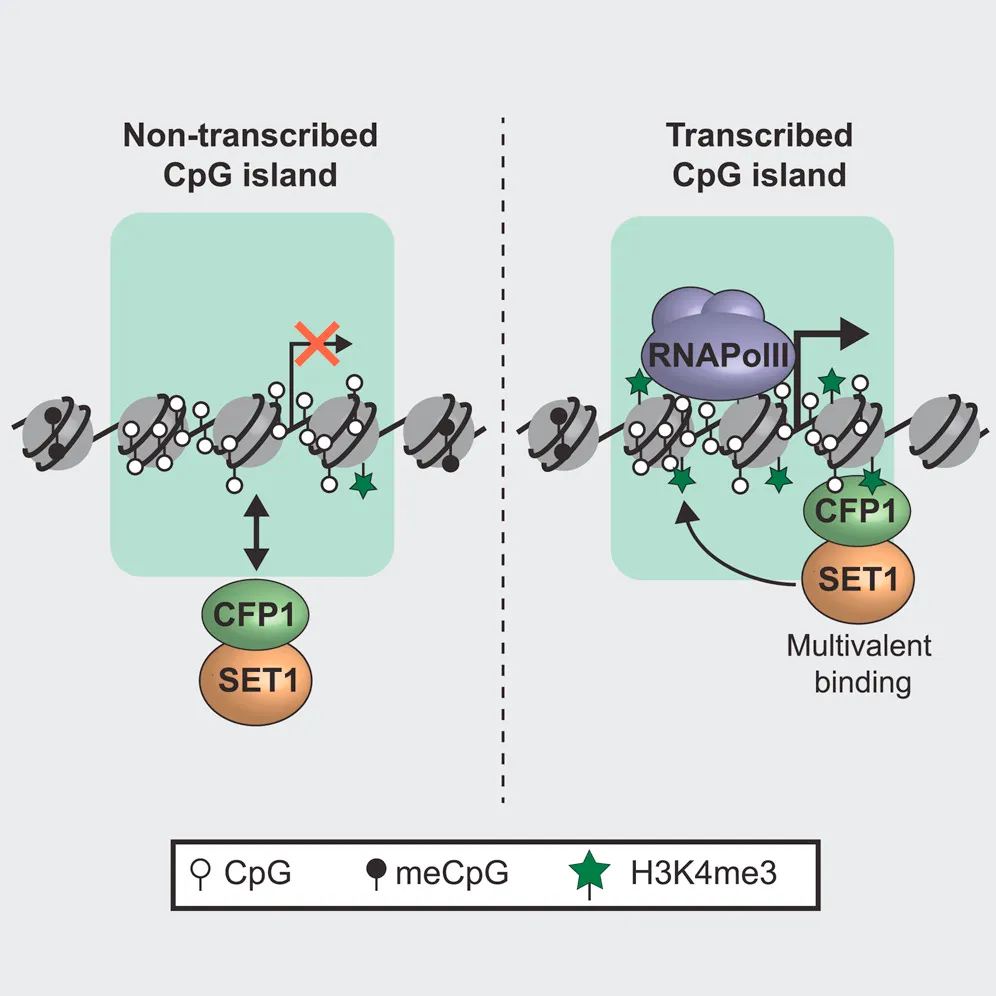 Non-transcribed
CpG island
CFP1
SET1
Transcribed
CpG island
RNAPolII
CFP1
SET1
Multivalent
binding
CpG
meCpG
H3K4me3